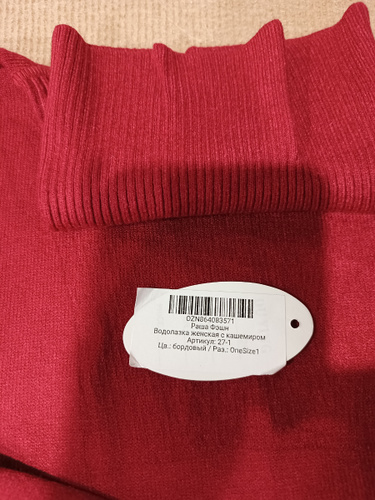 OZN864083571
Раша Фэшн
Водолазка женская с кашемиром
Артикул: 27-1
Цв.: бордовый / Раз.: OneSize1